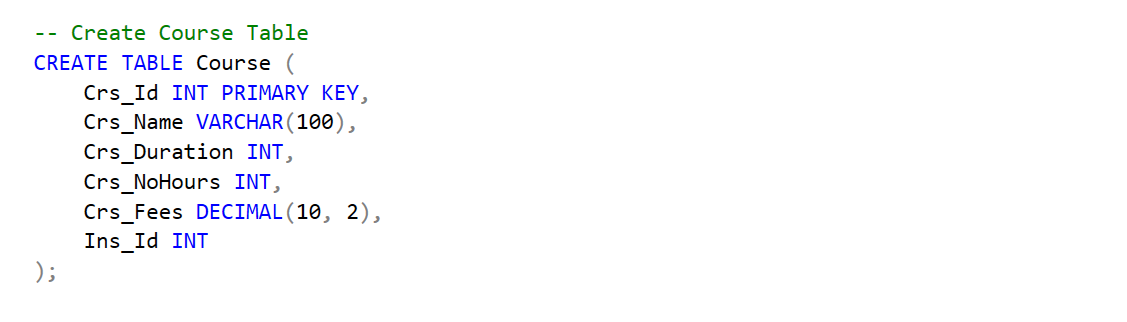 -- Create Course Table
CREATE TABLE Course (
    Crs_Id INT PRIMARY KEY,
    Crs_Name VARCHAR(100),
    Crs_Duration INT,
    Crs_NoHours INT,
    Crs_Fees DECIMAL(10, 2),
    Ins_Id INT
);